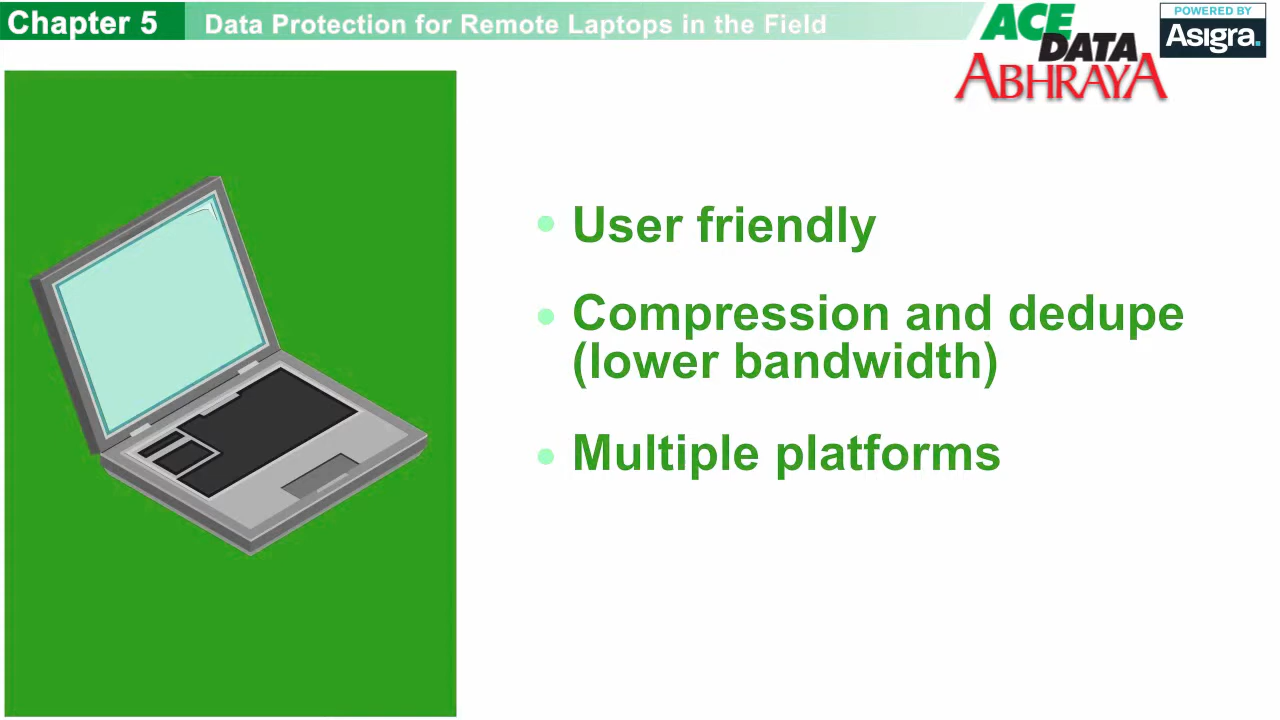 Chapter 5
Data Protection for Remote Laptops in the Field
ACE
DATA
ABHRAYA
POWERED BY
Asigra.
• User friendly
• Compression and dedupe
(lower bandwidth)
• Multiple platforms